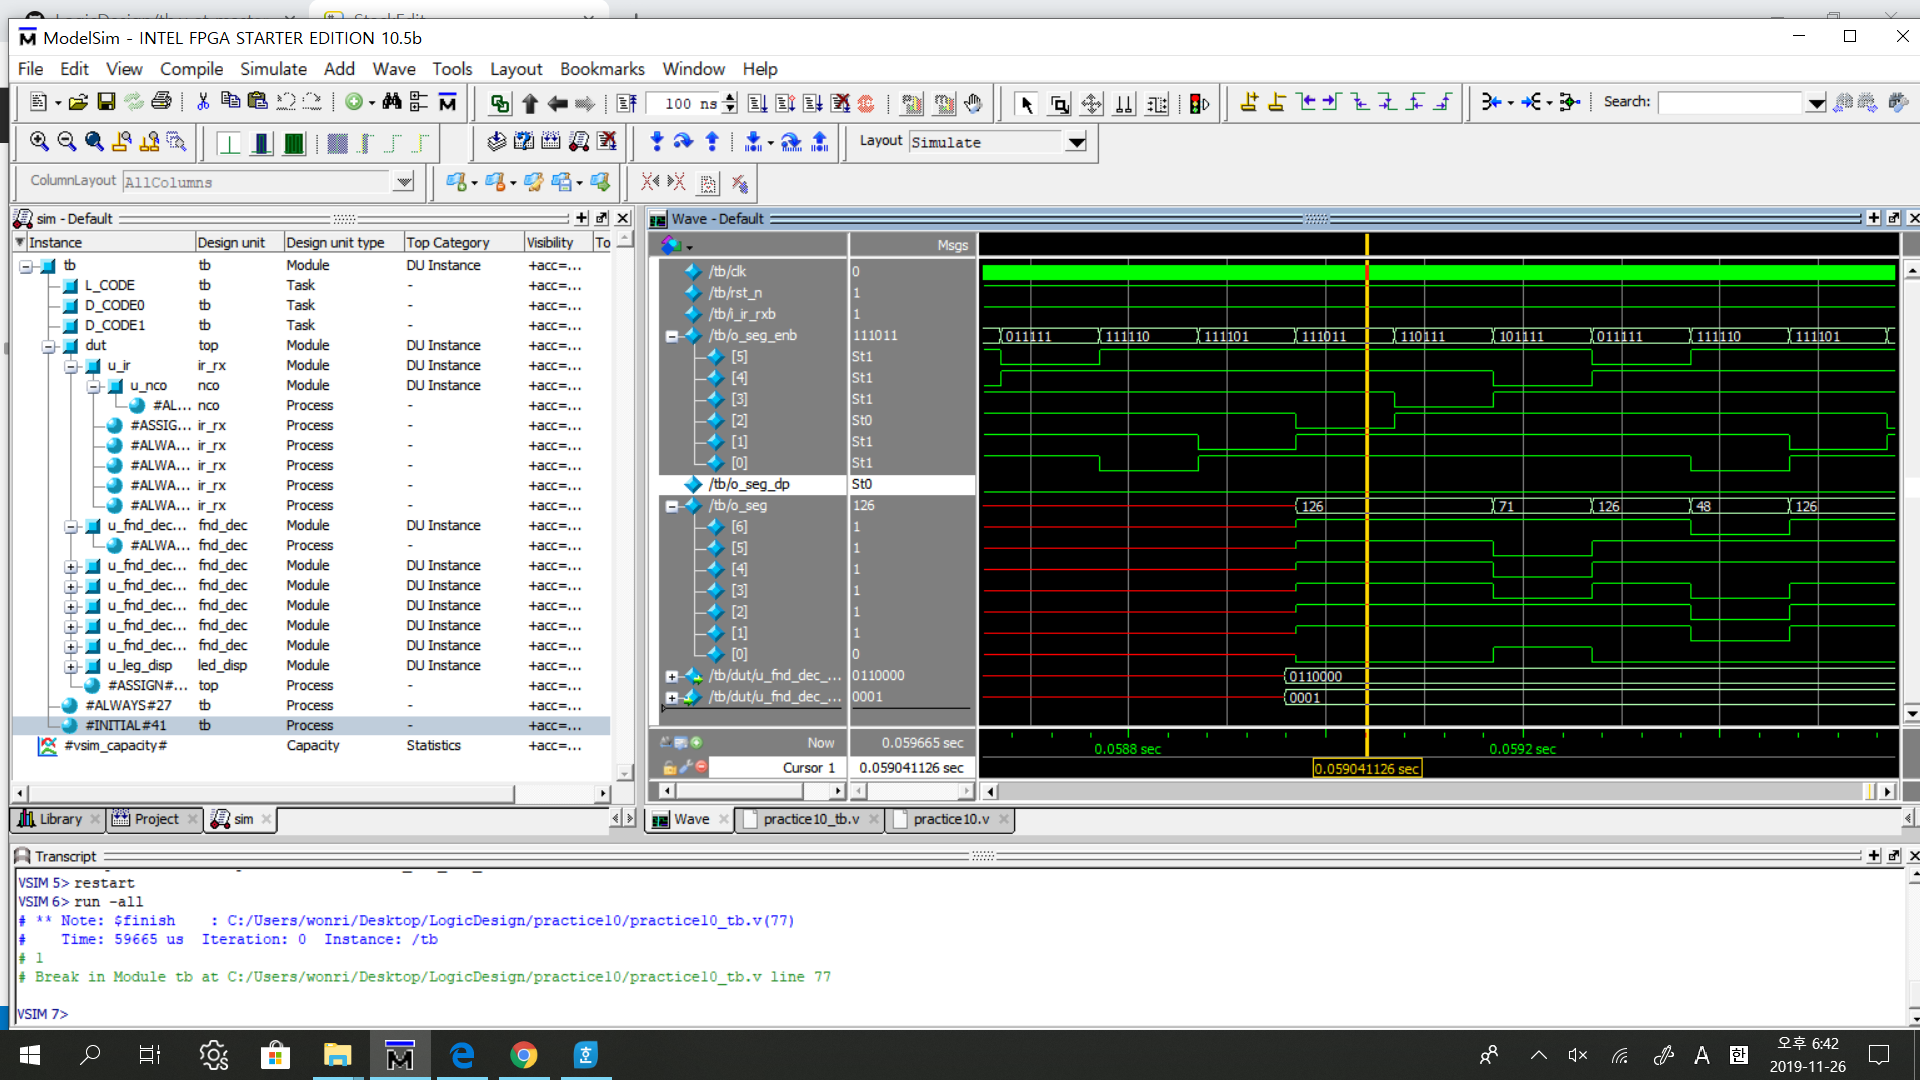 ModelSim - INTEL FPGA STARTER EDITION 10.5b
File Edit View Compile Simulate Add Wave Tools Layout Bookmarks Window Help
100 ns
Search:
Layout Simulate
ColumnLayout AllColumns
sim - Default
Instance Design unit Design unit type Top Category Visibility To
tb tb Module DU Instance +acc=...
L_CODE tb Task - +acc=...
D_CODE0 tb Task - +acc=...
D_CODE1 tb Task - +acc=...
dut top Module DU Instance +acc=...
u_ir ir_rx Module DU Instance +acc=...
u_nco nco Module DU Instance +acc=...
#AL... nco Process - +acc=...
#ASSIG... ir_rx Process - +acc=...
#ALWA... ir_rx Process - +acc=...
#ALWA... ir_rx Process - +acc=...
#ALWA... ir_rx Process - +acc=...
#ALWA... ir_rx Process - +acc=...
u_fnd_dec... fnd_dec Module DU Instance +acc=...
#ALWA... fnd_dec Process - +acc=...
u_fnd_dec... fnd_dec Module DU Instance +acc=...
u_fnd_dec... fnd_dec Module DU Instance +acc=...
u_fnd_dec... fnd_dec Module DU Instance +acc=...
u_fnd_dec... fnd_dec Module DU Instance +acc=...
u_fnd_dec... fnd_dec Module DU Instance +acc=...
u_leg_disp led_disp Module DU Instance +acc=...
#ASSIGN#... top Process - +acc=...
#ALWAYS#27 tb Process - +acc=...
#INITIAL#41 tb Process - +acc=...
#vsim_capacity# Capacity Statistics +acc=...
Library Project sim
Wave - Default
Msgs
/tb/clk 0
/tb/rst_n 1
/tb/i_ir_rxb 1
/tb/o_seg_enb 111011 011111 111110 111101 111011 110111 101111 011111 111110 111101
[5] St1
[4] St1
[3] St1
[2] St0
[1] St1
[0] St1
/tb/o_seg_dp St0
/tb/o_seg 126 126 71 126 48 126
[6] 1
[5] 1
[4] 1
[3] 1
[2] 1
[1] 1
[0] 0
/tb/dut/u_fnd_dec_... 0110000 0110000
/tb/dut/u_fnd_dec_... 0001 0001
Now 0.059665 sec 0.0588 sec 0.0592 sec
Cursor 1 0.059041126 sec 0.059041126 sec
Wave practice10_tb.v practice10.v
Transcript
VSIM 5> restart
VSIM 6> run -all
# ** Note: $finish : C:/Users/wonri/Desktop/LogicDesign/practice10/practice10_tb.v(77)
# Time: 59665 us Iteration: 0 Instance: /tb
# 1
# Break in Module tb at C:/Users/wonri/Desktop/LogicDesign/practice10/practice10_tb.v line 77
VSIM 7>
A 한 오후 6:42
2019-11-26